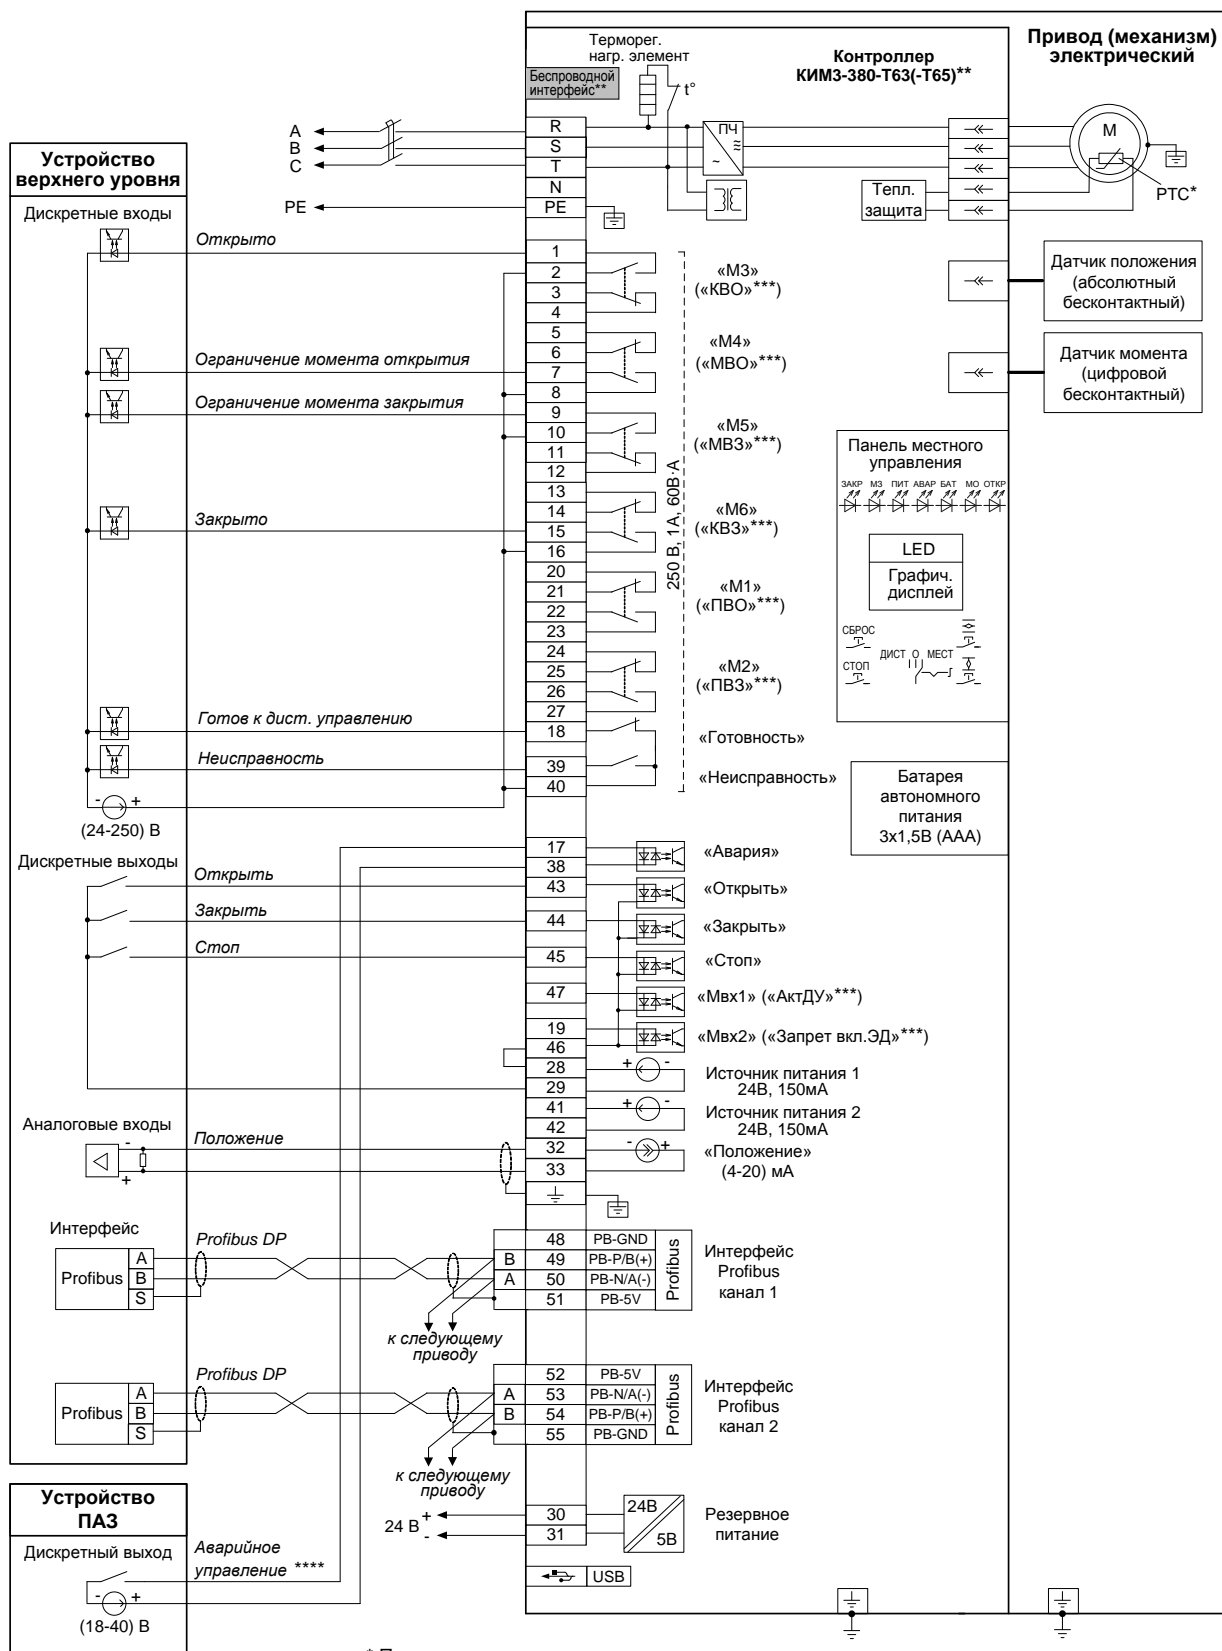 Привод (механизм)
электрический
Контроллер
КИМ3-380-Т63(-Т65)**
Терморег.
нагр. элемент
t°
Беспроводной
интерфейс**
A
B
C
PE
R
S
T
N
PE
ПЧ
~
≈
Тепл.
защита
M
PTC*
Датчик положения
(абсолютный
бесконтактный)
Датчик момента
(цифровой
бесконтактный)
Устройство
верхнего уровня
Дискретные входы
Открыто
Ограничение момента открытия
Ограничение момента закрытия
Закрыто
Готов к дист. управлению
Неисправность
- +
(24-250) В
1
2
3
4
5
6
7
8
9
10
11
12
13
14
15
16
20
21
22
23
24
25
26
27
18
39
40
«М3»
(«КВО»***)
«М4»
(«МВО»***)
«М5»
(«МВЗ»***)
«М6»
(«КВЗ»***)
«М1»
(«ПВО»***)
«М2»
(«ПВЗ»***)
250 В, 1А, 60В·А
«Готовность»
«Неисправность»
Панель местного
управления
ЗАКР МЗ ПИТ АВАР БАТ МО ОТКР
LED
Графич.
дисплей
СБРОС
СТОП
ДИСТ О МЕСТ
Батарея
автономного
питания
3х1,5В (ААА)
Дискретные выходы
Открыть
Закрыть
Стоп
17
38
43
44
45
47
19
46
28
29
41
42
32
33
«Авария»
«Открыть»
«Закрыть»
«Стоп»
«Мвх1» («АктДУ»***)
«Мвх2» («Запрет вкл.ЭД»***)
+ -
Источник питания 1
24В, 150мА
+ -
Источник питания 2
24В, 150мА
- +
«Положение»
(4-20) мА
Аналоговые входы
Положение
-
+
Интерфейс
Profibus
A
B
S
Profibus DP
B
A
48 PB-GND
49 PB-P/B(+)
50 PB-N/A(-)
51 PB-5V
Profibus
Интерфейс
Profibus
канал 1
к следующему
приводу
Profibus
A
B
S
Profibus DP
A
B
52 PB-5V
53 PB-N/A(-)
54 PB-P/B(+)
55 PB-GND
Profibus
Интерфейс
Profibus
канал 2
к следующему
приводу
24 В
+
-
30
31
24В
5В
Резервное
питание
USB
Устройство
ПАЗ
Дискретный выход
Аварийное
управление ****
- +
(18-40) В